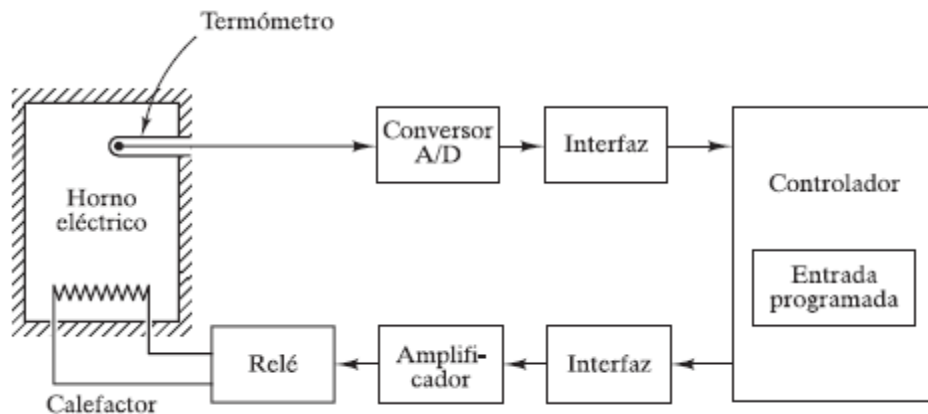 Termómetro
Conversor
A/D
Interfaz
Controlador
Horno
eléctrico
Entrada
programada
Relé
Amplifi-
cador
Interfaz
Calefactor